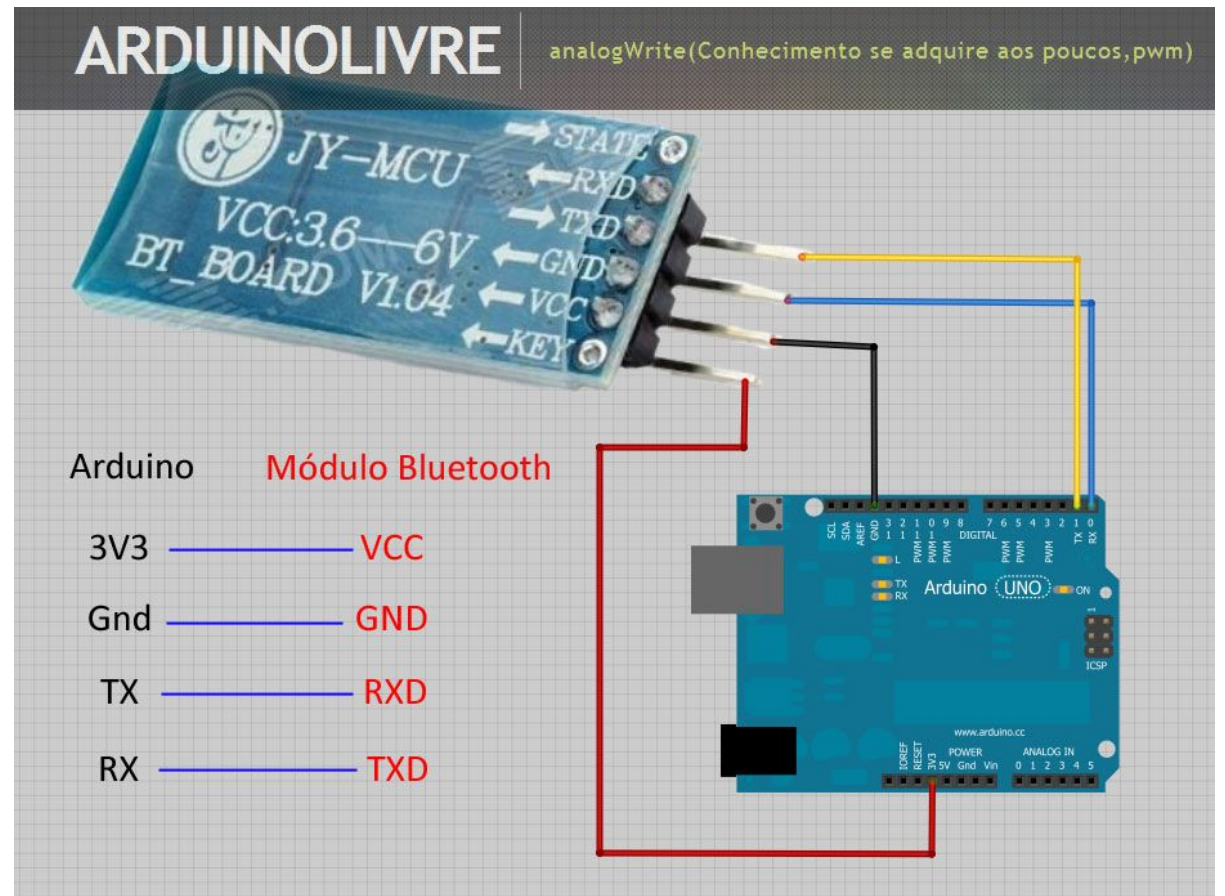 ARDUINOLIVRE
analogWrite(Conhecimento se adquire aos poucos,pwm)
JY-MCU
VCC:3.6—6V
BT_BOARD V1.04
STATE
RXD
TXD
GND
VCC
KEY
Arduino Módulo Bluetooth
3V3 VCC
Gnd GND
TX RXD
RX TXD
SCL
SDA
AREF
GND
13
12
PWM 11
PWM 10
PWM 9
8
DIGITAL
7
PWM 6
PWM 5
4
PWM 3
2
TX 1
RX 0
L
TX
RX
Arduino UNO
ON
1
ICSP
www.arduino.cc
POWER ANALOG IN
IOREF
RESET
3V3
5V Gnd Vin
0 1 2 3 4 5